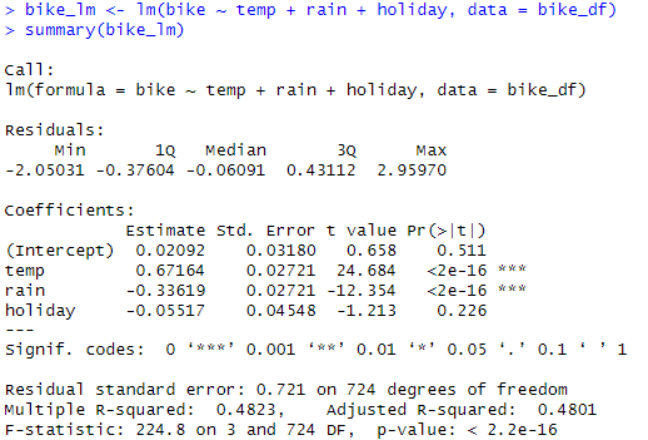 > bike_lm <- lm(bike ~ temp + rain + holiday, data = bike_df)
> summary(bike_lm)
Call:
lm(formula = bike ~ temp + rain + holiday, data = bike_df)
Residuals:
     Min       1Q   Median       3Q      Max
-2.05031 -0.37604 -0.06091  0.43112  2.95970
Coefficients:
            Estimate Std. Error t value Pr(>|t|)
(Intercept)  0.02092    0.03180   0.658    0.511
temp         0.67164    0.02721  24.684   <2e-16 ***
rain        -0.33619    0.02721 -12.354   <2e-16 ***
holiday     -0.05517    0.04548  -1.213    0.226
---
Signif. codes:  0 ‘***’ 0.001 ‘**’ 0.01 ‘*’ 0.05 ‘.’ 0.1 ‘ ’ 1
Residual standard error: 0.721 on 724 degrees of freedom
Multiple R-squared:  0.4823,    Adjusted R-squared:  0.4801
F-statistic: 224.8 on 3 and 724 DF,  p-value: < 2.2e-16